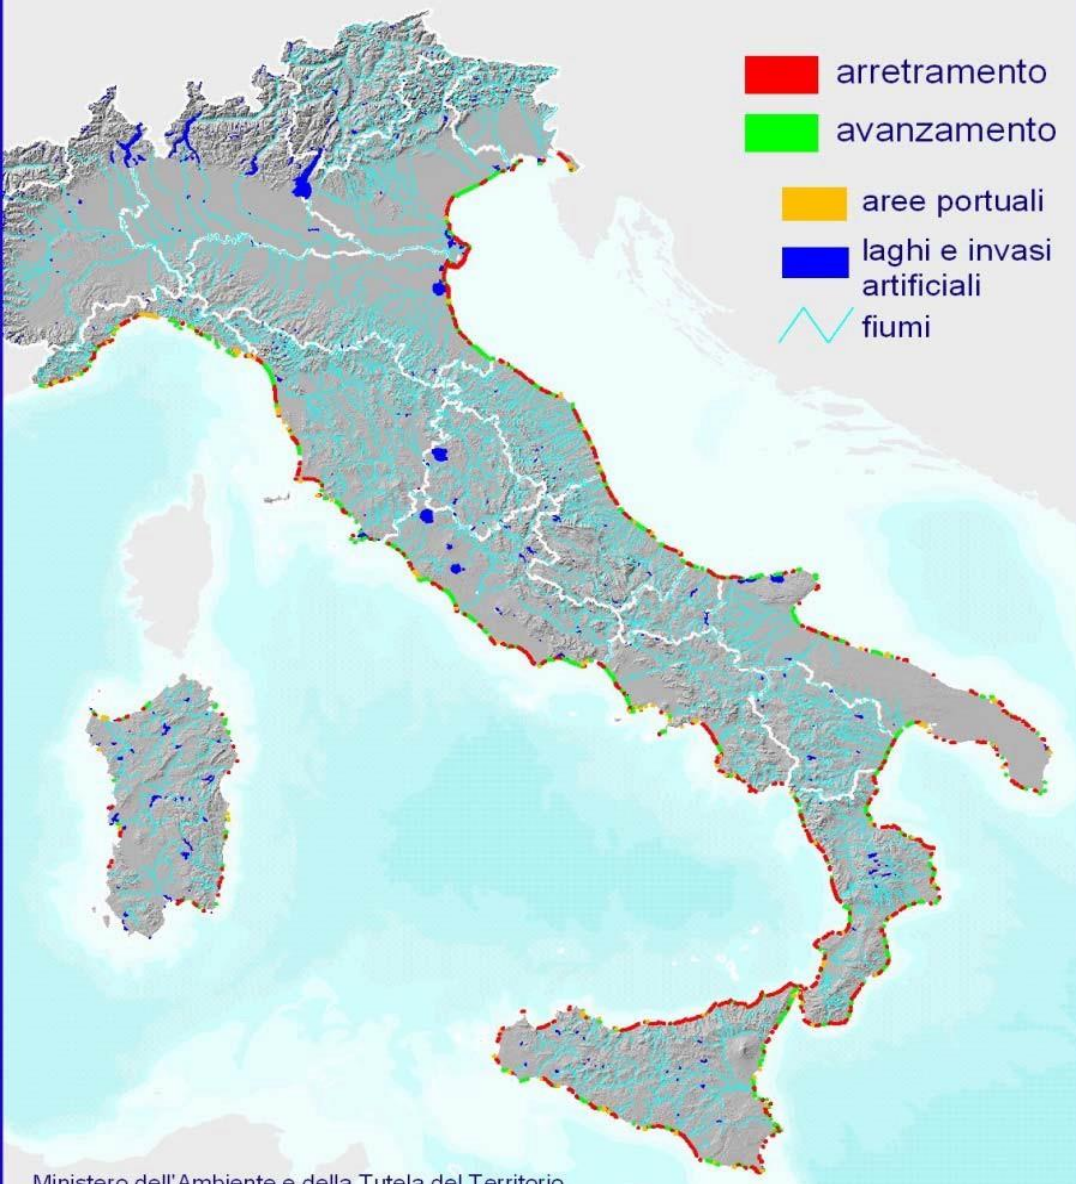 arretramento
avanzamento
aree portuali
laghi e invasi
artificiali
fiumi
Ministero dell'Ambiente e della Tutela del Territorio